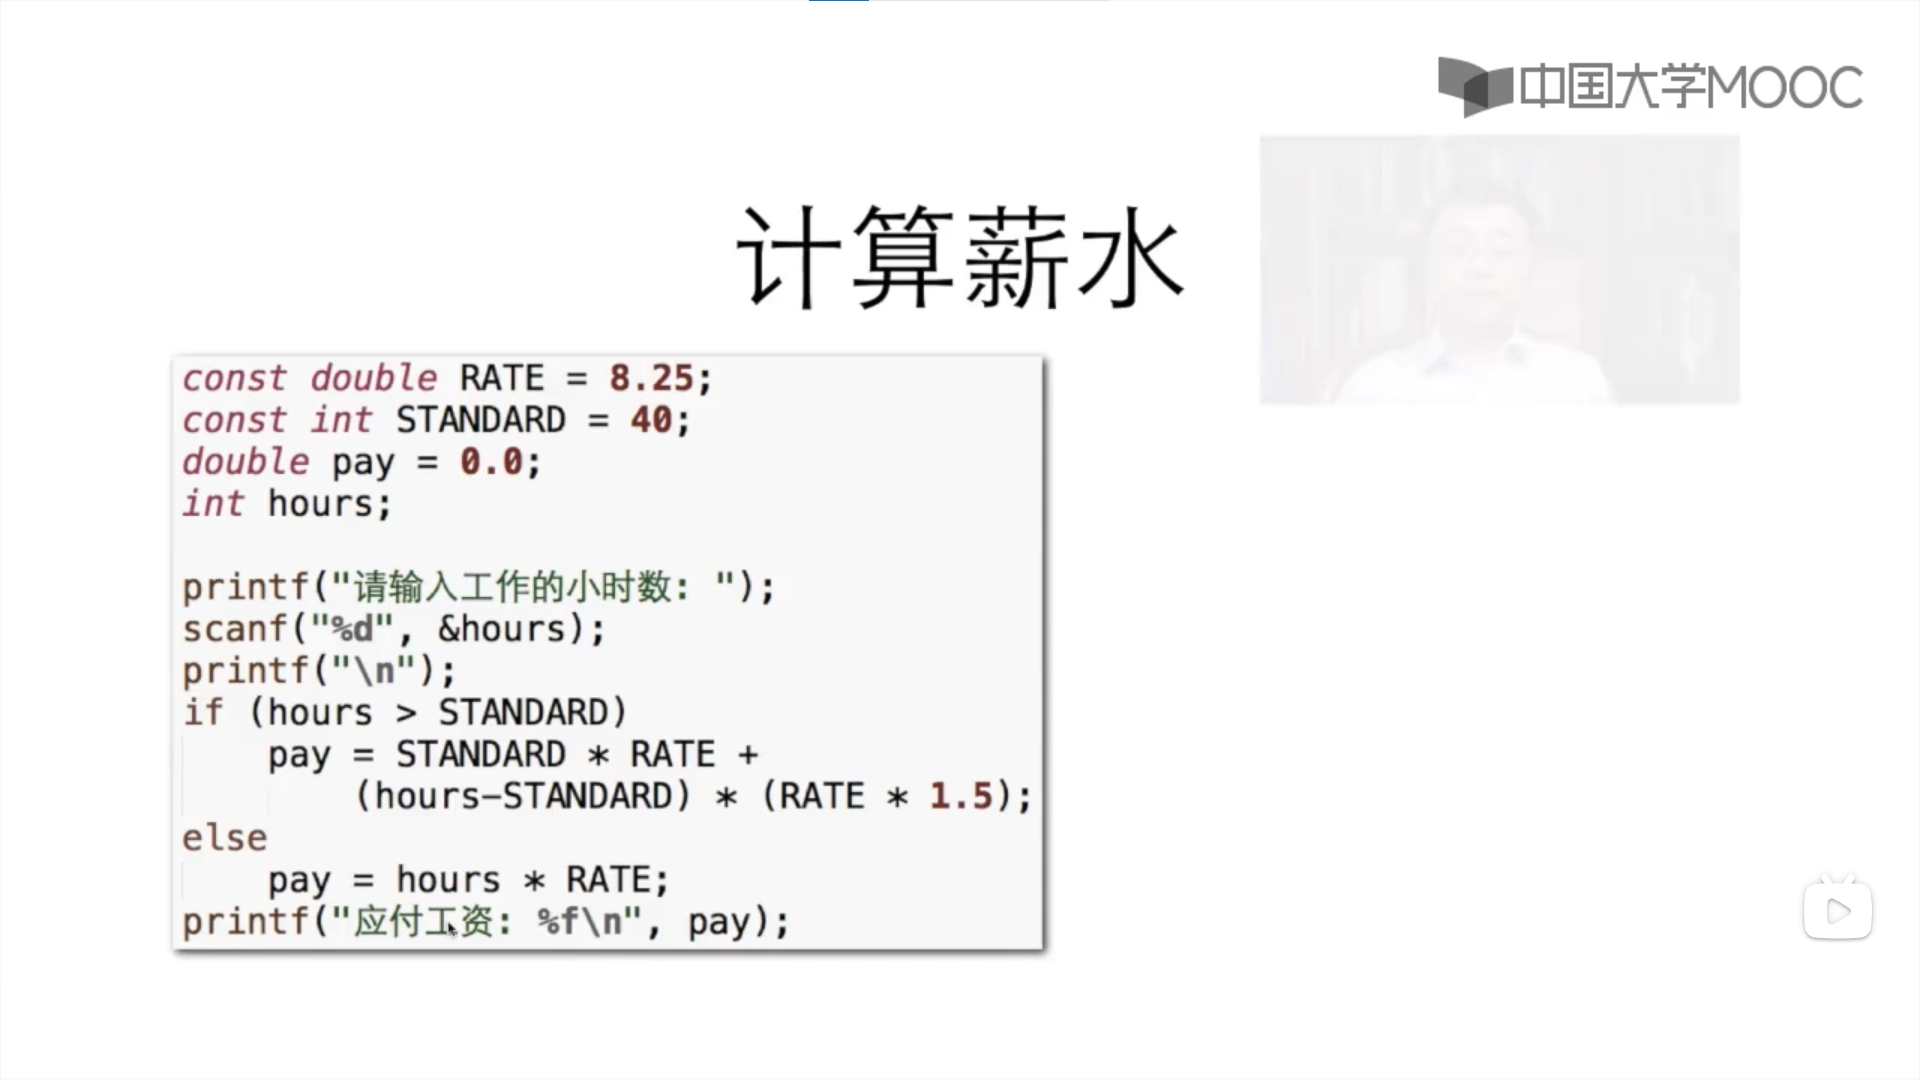 中国大学MOOC
计算薪水
const double RATE = 8.25;
const int STANDARD = 40;
double pay = 0.0;
int hours;
printf("请输入工作的小时数: ");
scanf("%d", &hours);
printf("\n");
if (hours > STANDARD)
    pay = STANDARD * RATE +
        (hours-STANDARD) * (RATE * 1.5);
else
    pay = hours * RATE;
printf("应付工资: %f\n", pay);